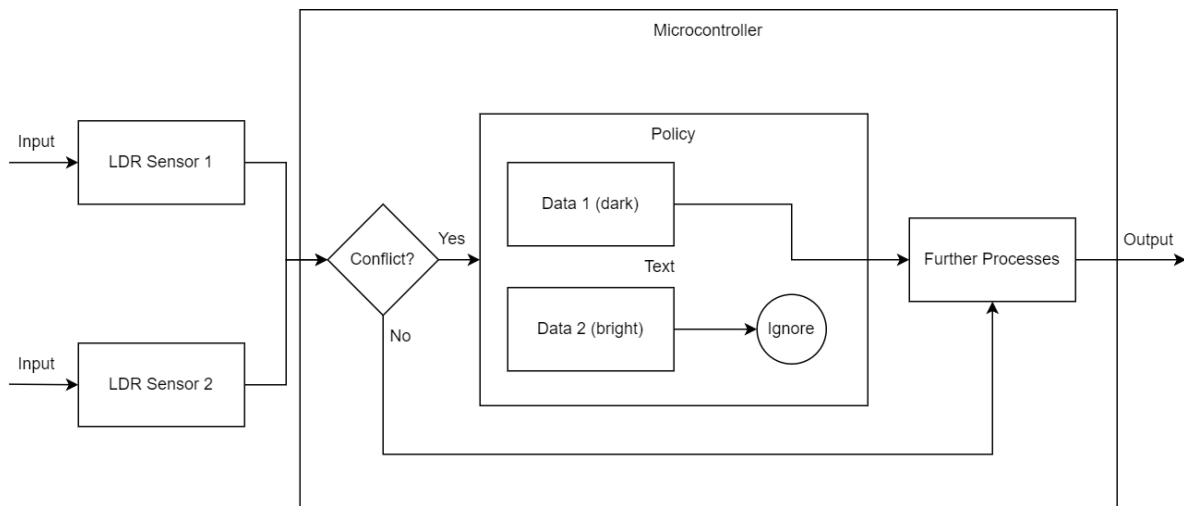 Microcontroller
Input
LDR Sensor 1
Input
LDR Sensor 2
Conflict?
Yes
No
Policy
Data 1 (dark)
Text
Data 2 (bright)
Ignore
Further Processes
Output